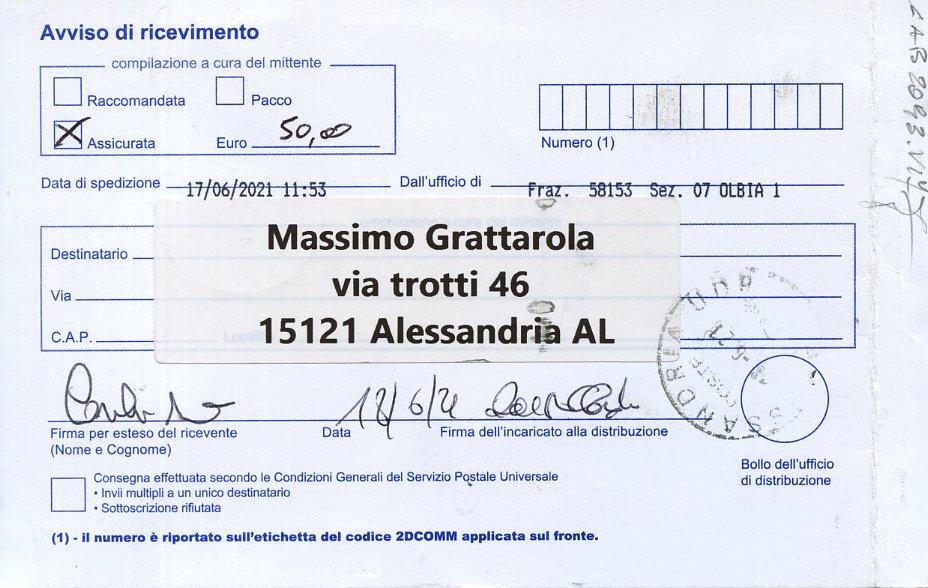 Avviso di ricevimento
compilazione a cura del mittente
Raccomandata Pacco
Assicurata Euro 50,00
Numero (1)
Data di spedizione 17/06/2021 11:53 Dall'ufficio di Fraz. 58153 Sez. 07 OLBIA 1
compilazione a cura del mittente
Destinatario
Massimo Grattarola
Via
via trotti 46
C.A.P.
15121 Alessandria AL
18/6/21
Firma per esteso del ricevente Data Firma dell'incaricato alla distribuzione
(Nome e Cognome)
Bollo dell'ufficio
di distribuzione
Consegna effettuata secondo le Condizioni Generali del Servizio Postale Universale
• Invii multipli a un unico destinatario
• Sottoscrizione rifiutata
(1) - il numero è riportato sull'etichetta del codice 2DCOMM applicata sul fronte.